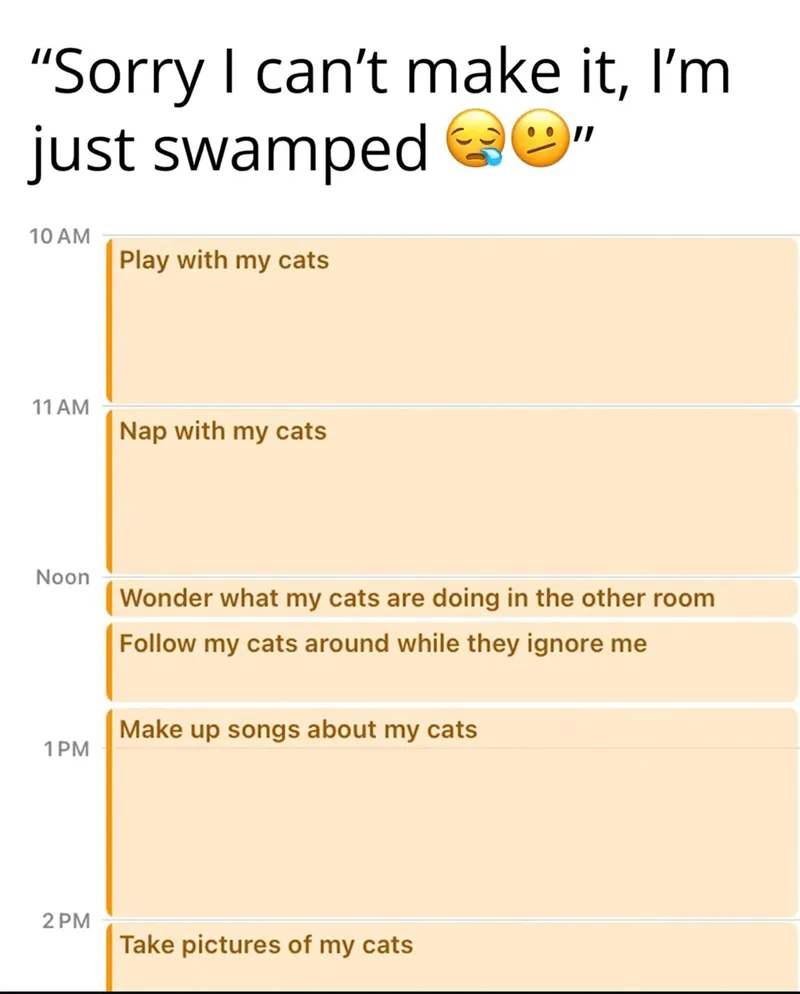 “Sorry I can’t make it, I’m
just swamped 😪🫤”
10 AM
Play with my cats
11 AM
Nap with my cats
Noon
Wonder what my cats are doing in the other room
Follow my cats around while they ignore me
Make up songs about my cats
1 PM
2 PM
Take pictures of my cats